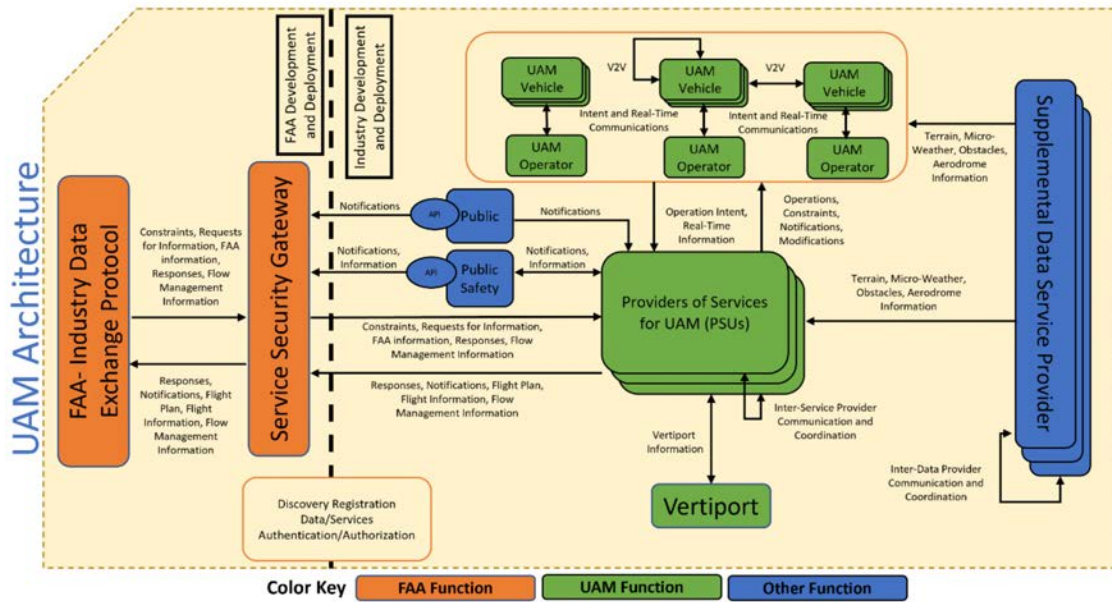 UAM Architecture
FAA Development
and Deployment
Industry Development
and Deployment
V2V
V2V
UAM
Vehicle
UAM
Vehicle
UAM
Vehicle
Intent and Real-Time
Communications
Intent and Real-Time
Communications
UAM
Operator
UAM
Operator
UAM
Operator
Supplemental Data Service Provider
Terrain, Micro-
Weather, Obstacles,
Aerodrome
Information
FAA- Industry Data
Exchange Protocol
Service Security Gateway
Constraints, Requests
for Information, FAA
information,
Responses, Flow
Management
Information
Notifications
API
Public
Notifications
Operation Intent,
Real-Time
Information
Operations,
Constraints,
Notifications,
Modifications
Notifications,
Information
API
Public
Safety
Notifications,
Information
Providers of Services
for UAM (PSUs)
Terrain, Micro-Weather,
Obstacles, Aerodrome
Information
Constraints, Requests for Information,
FAA information, Responses, Flow
Management Information
Responses,
Notifications, Flight
Plan, Flight
Information, Flow
Management
Information
Responses, Notifications, Flight Plan,
Flight Information, Flow
Management Information
Inter-Service Provider
Communication and
Coordination
Vertiport
Information
Inter-Data Provider
Communication and
Coordination
Vertiport
Discovery Registration
Data/Services
Authentication/Authorization
Color Key
FAA Function
UAM Function
Other Function